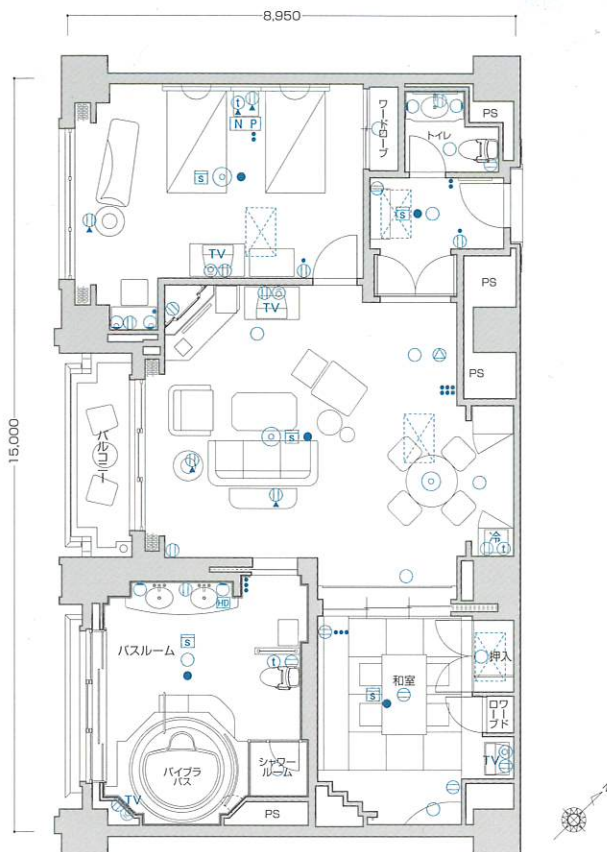 8,950
15,000
ワードローブ
トイレ
PS
t
N P
S
S
TV
TV
PS
PS
バルコニー
S
H
冷
t
HD
バスルーム
S
t
和室
S
押入
ワードローブ
TV
バイブラ
バス
シャワー
ルーム
TV
PS
N